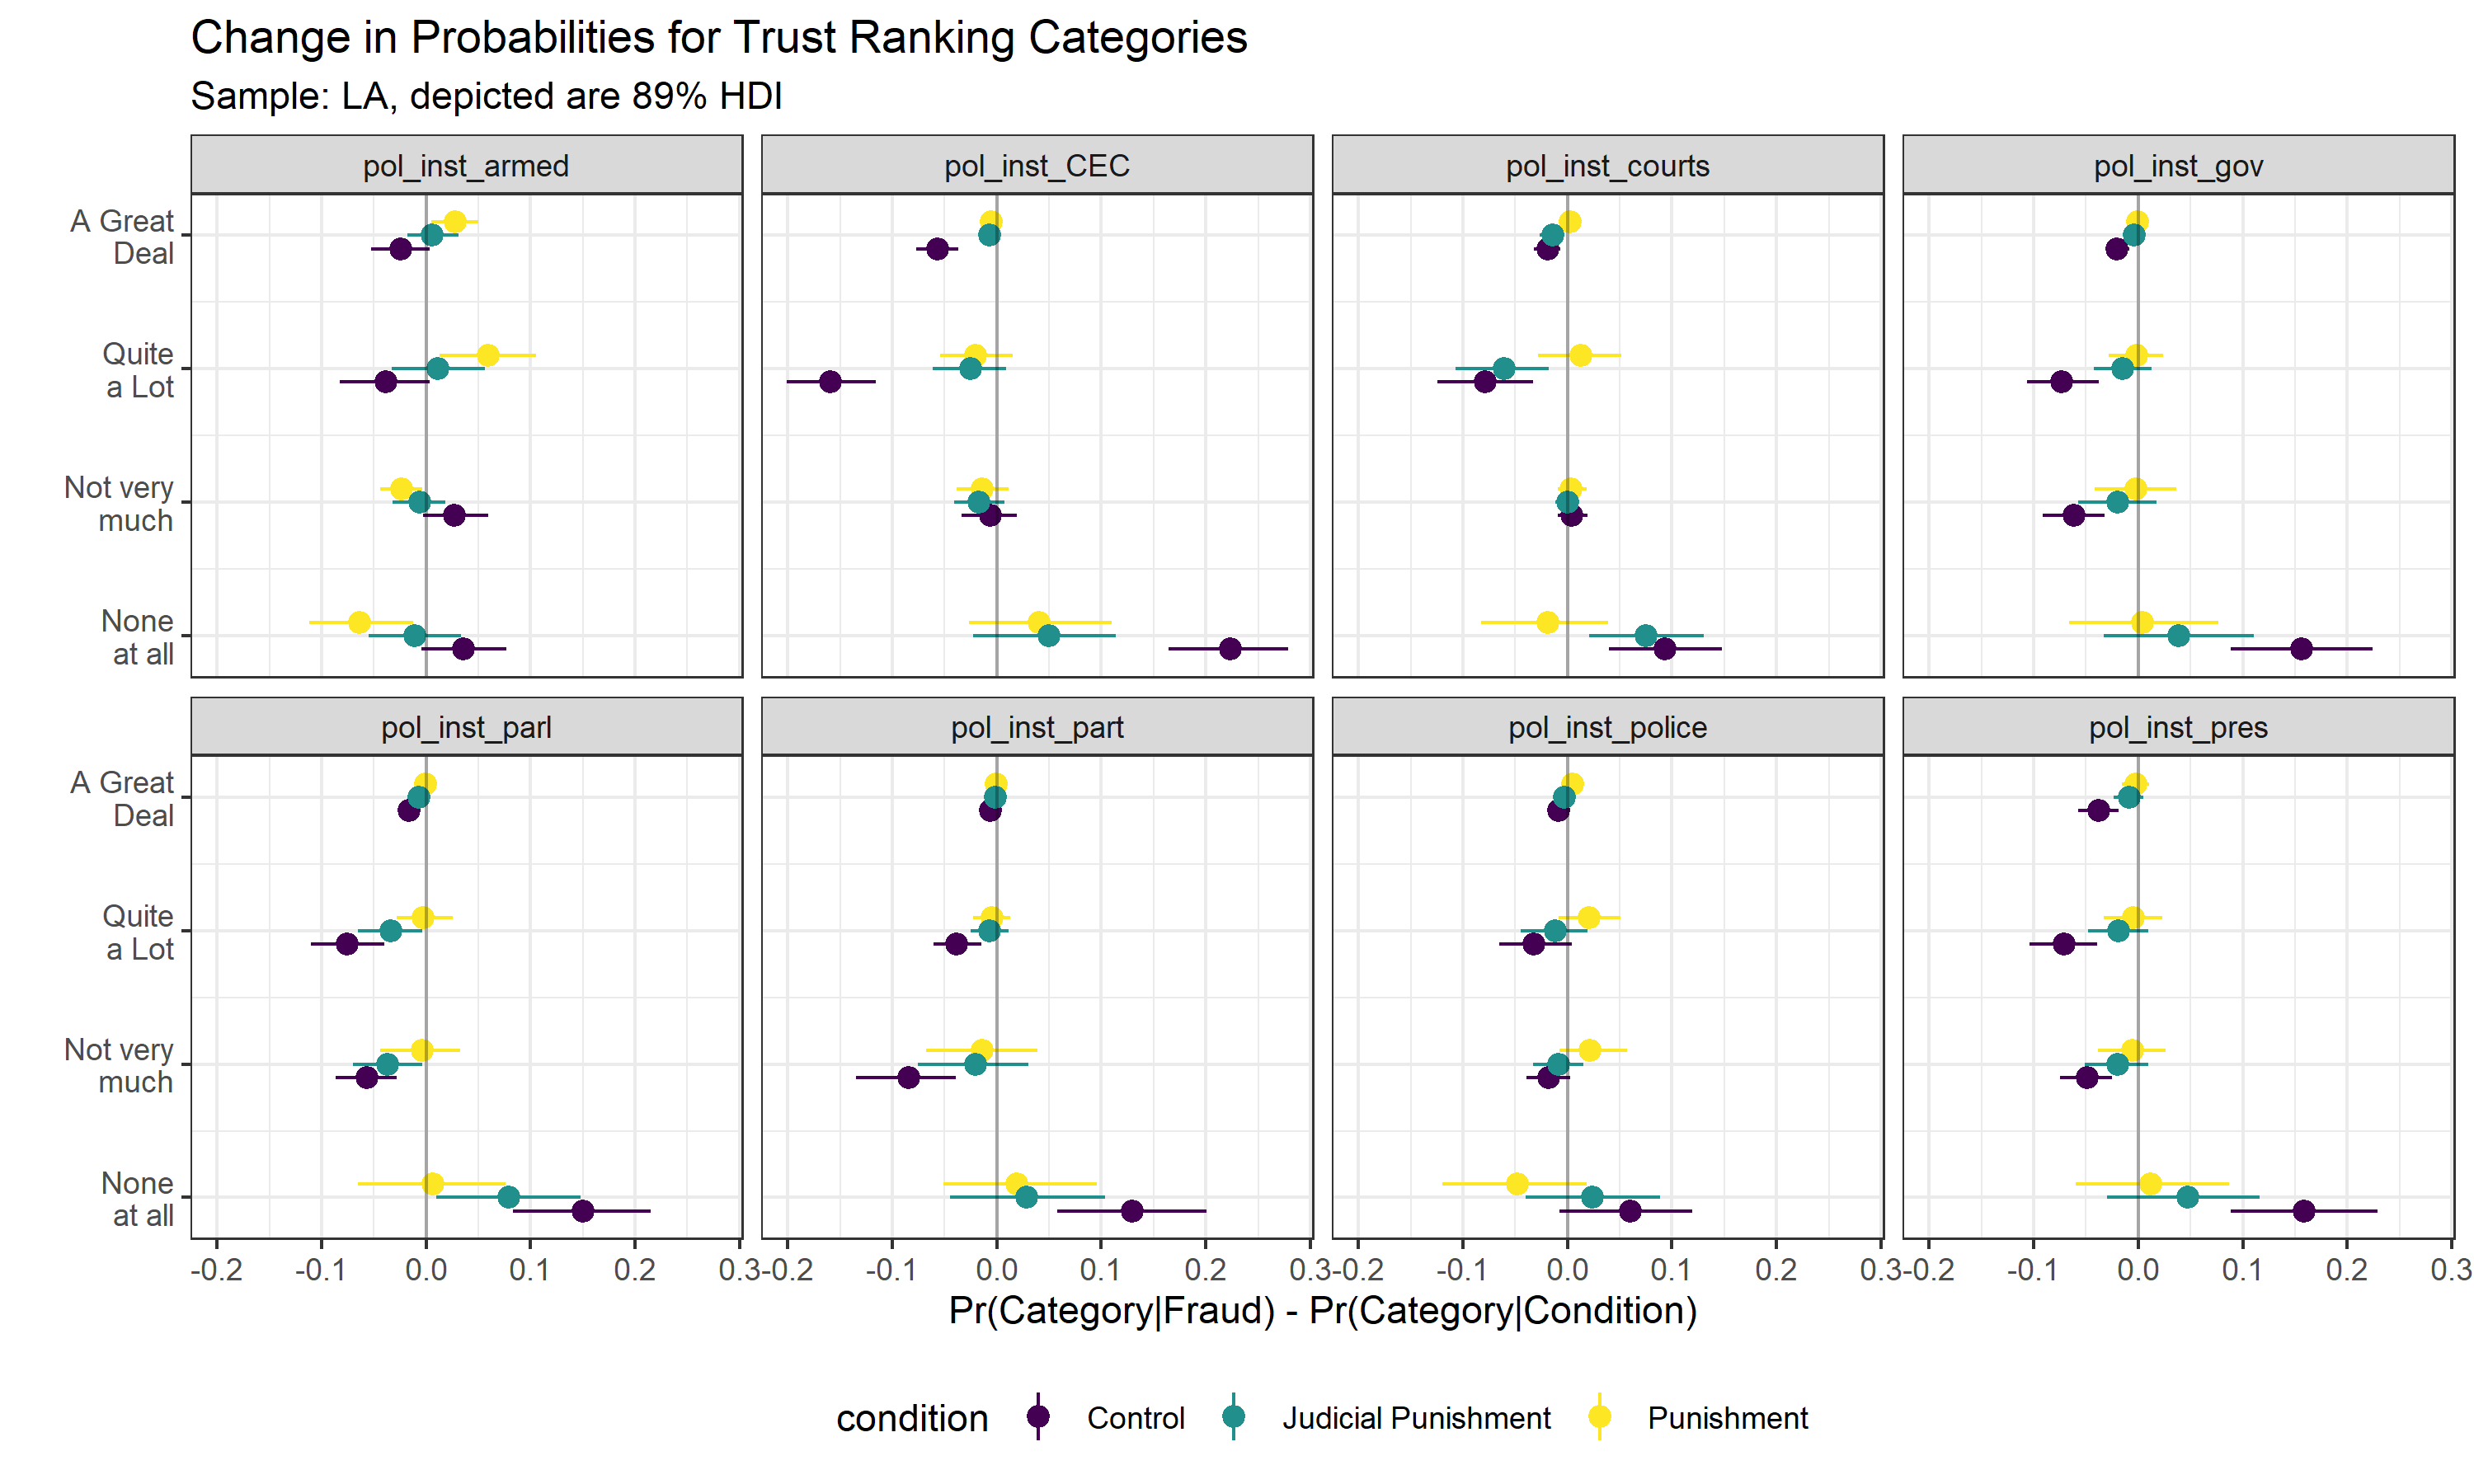 Change in Probabilities for Trust Ranking Categories
Sample: LA, depicted are 89% HDI
pol_inst_armed
pol_inst_CEC
pol_inst_courts
pol_inst_gov
A Great
Deal
Quite
a Lot
Not very
much
None
at all
pol_inst_parl
pol_inst_part
pol_inst_police
pol_inst_pres
A Great
Deal
Quite
a Lot
Not very
much
None
at all
-0.2 -0.1 0.0 0.1 0.2 0.3
-0.2 -0.1 0.0 0.1 0.2 0.3
-0.2 -0.1 0.0 0.1 0.2 0.3
-0.2 -0.1 0.0 0.1 0.2 0.3
Pr(Category|Fraud) - Pr(Category|Condition)
condition Control Judicial Punishment Punishment